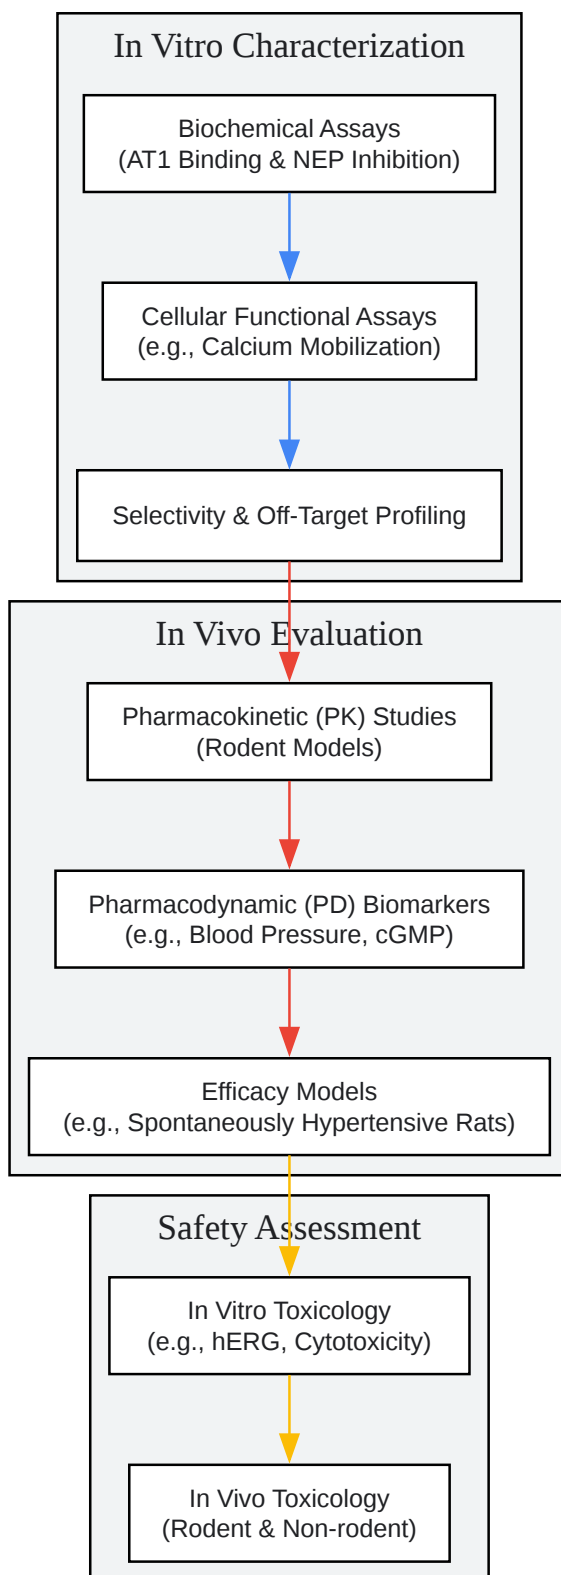 In Vitro Characterization
Biochemical Assays
(AT1 Binding & NEP Inhibition)
Cellular Functional Assays
(e.g., Calcium Mobilization)
Selectivity & Off-Target Profiling
In Vivo Evaluation
Pharmacokinetic (PK) Studies
(Rodent Models)
Pharmacodynamic (PD) Biomarkers
(e.g., Blood Pressure, cGMP)
Efficacy Models
(e.g., Spontaneously Hypertensive Rats)
Safety Assessment
In Vitro Toxicology
(e.g., hERG, Cytotoxicity)
In Vivo Toxicology
(Rodent & Non-rodent)